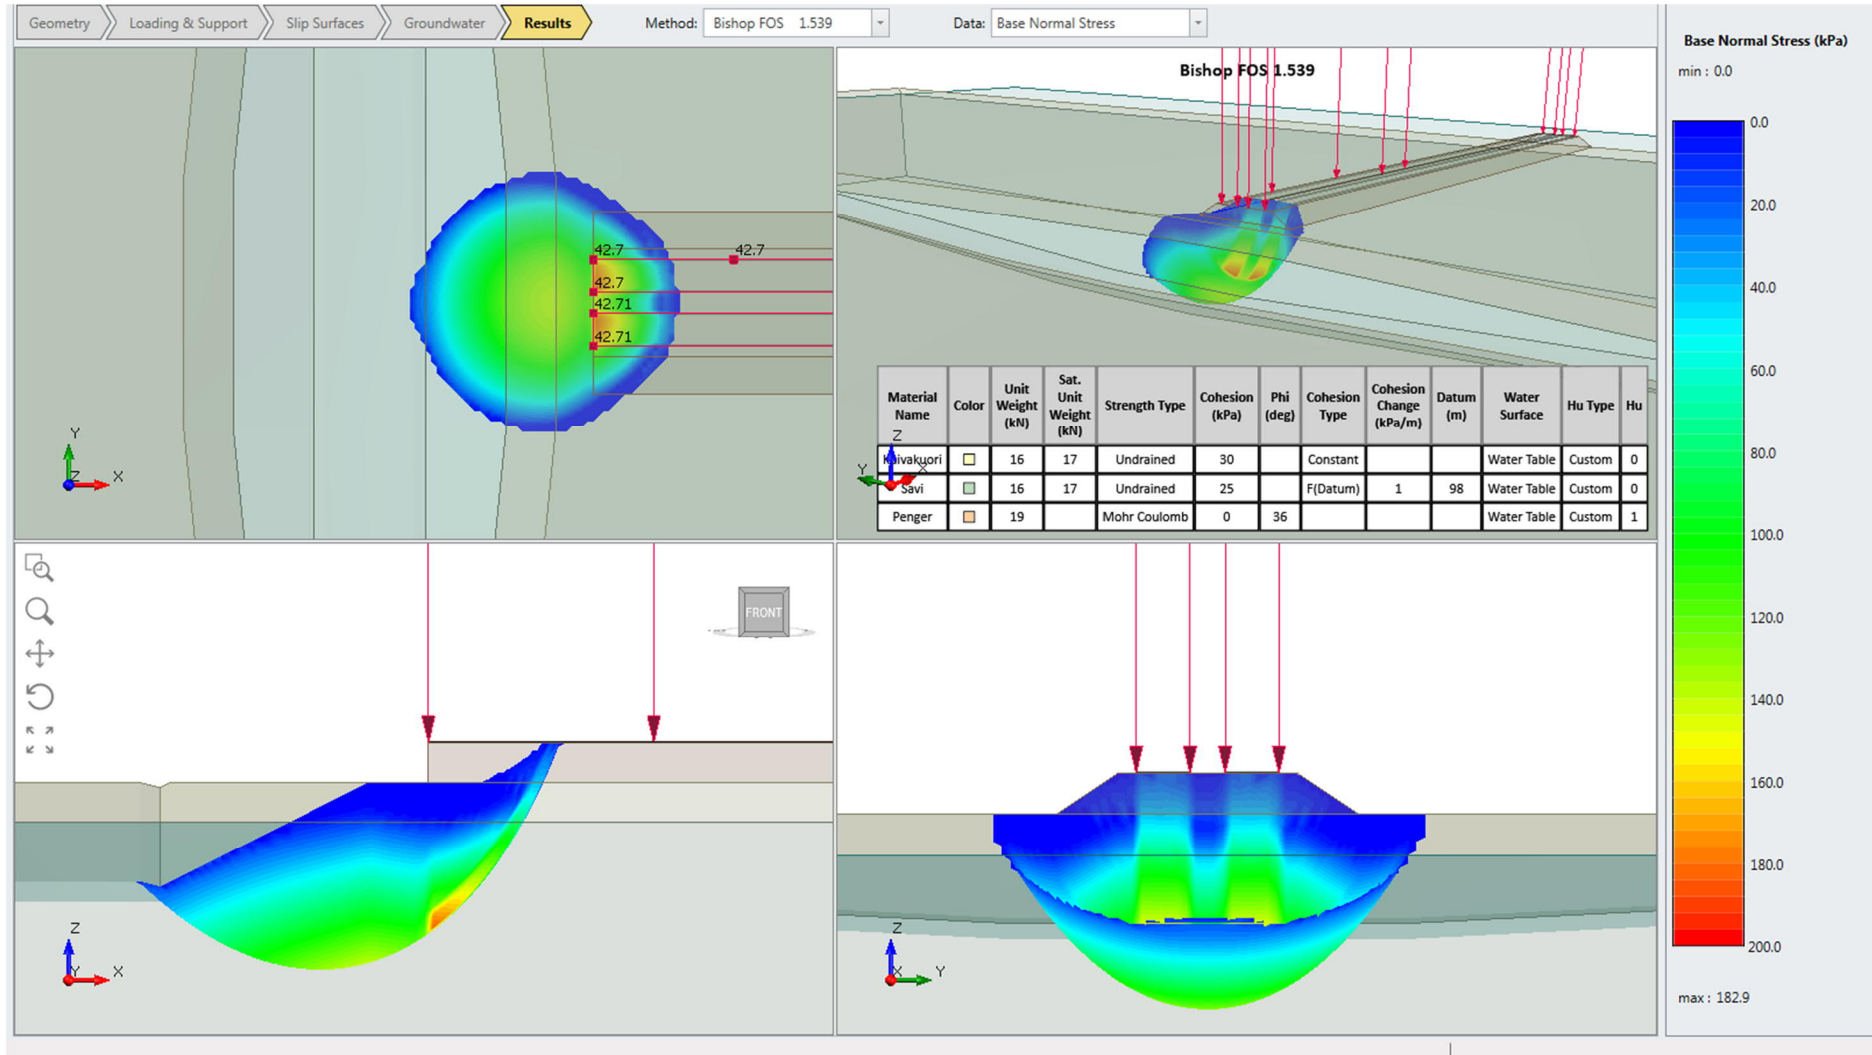 Geometry Loading & Support Slip Surfaces Groundwater Results Method: Bishop FOS 1.539 Data: Base Normal Stress
Base Normal Stress (kPa)
min : 0.0
0.0
20.0
40.0
60.0
80.0
100.0
120.0
140.0
160.0
180.0
200.0
max : 182.9
42.7 42.7
42.7
42.71
42.71
Y
Z X
Bishop FOS 1.539
Material Name Color Unit Weight (kN) Sat. Unit Weight (kN) Strength Type Cohesion (kPa) Phi (deg) Cohesion Type Cohesion Change (kPa/m) Datum (m) Water Surface Hu Type Hu
16 17 Undrained 30 Constant Water Table Custom 0
Savi 16 17 Undrained 25 F(Datum) 1 98 Water Table Custom 0
Penger 19 Mohr Coulomb 0 36 Water Table Custom 1
Z
Y X
FRONT
Z
Y X
Z
X Y